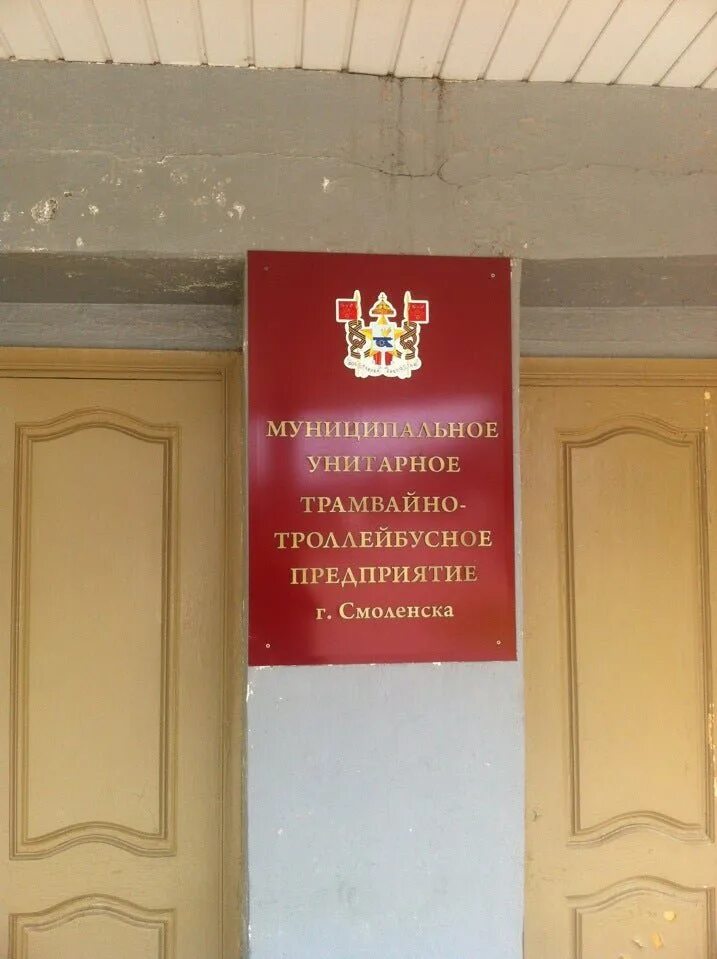 МУНИЦИПАЛЬНОЕ
УНИТАРНОЕ
ТРАМВАЙНО-
ТРОЛЛЕЙБУСНОЕ
ПРЕДПРИЯТИЕ
г. Смоленска